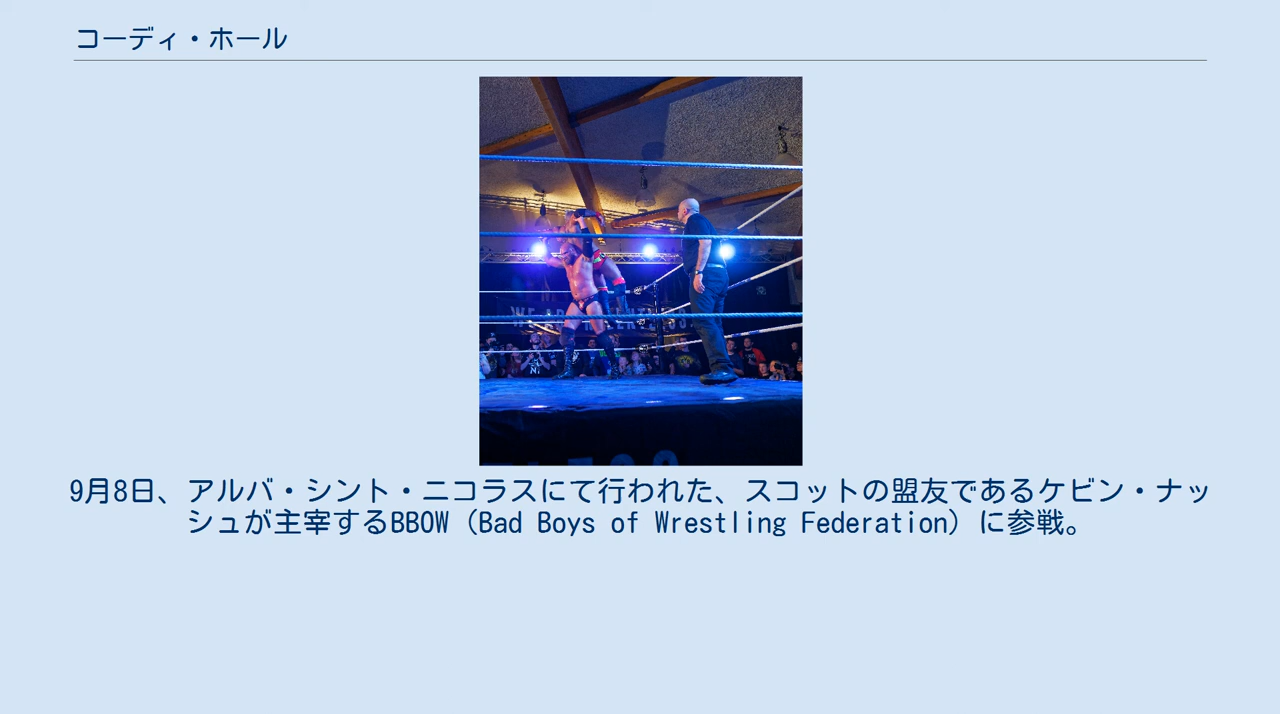 コーディ・ホール
9月8日、アルバ・シント・ニコラスにて行われた、スコットの盟友であるケビン・ナッ
シュが主宰するBBOW（Bad Boys of Wrestling Federation）に参戦。